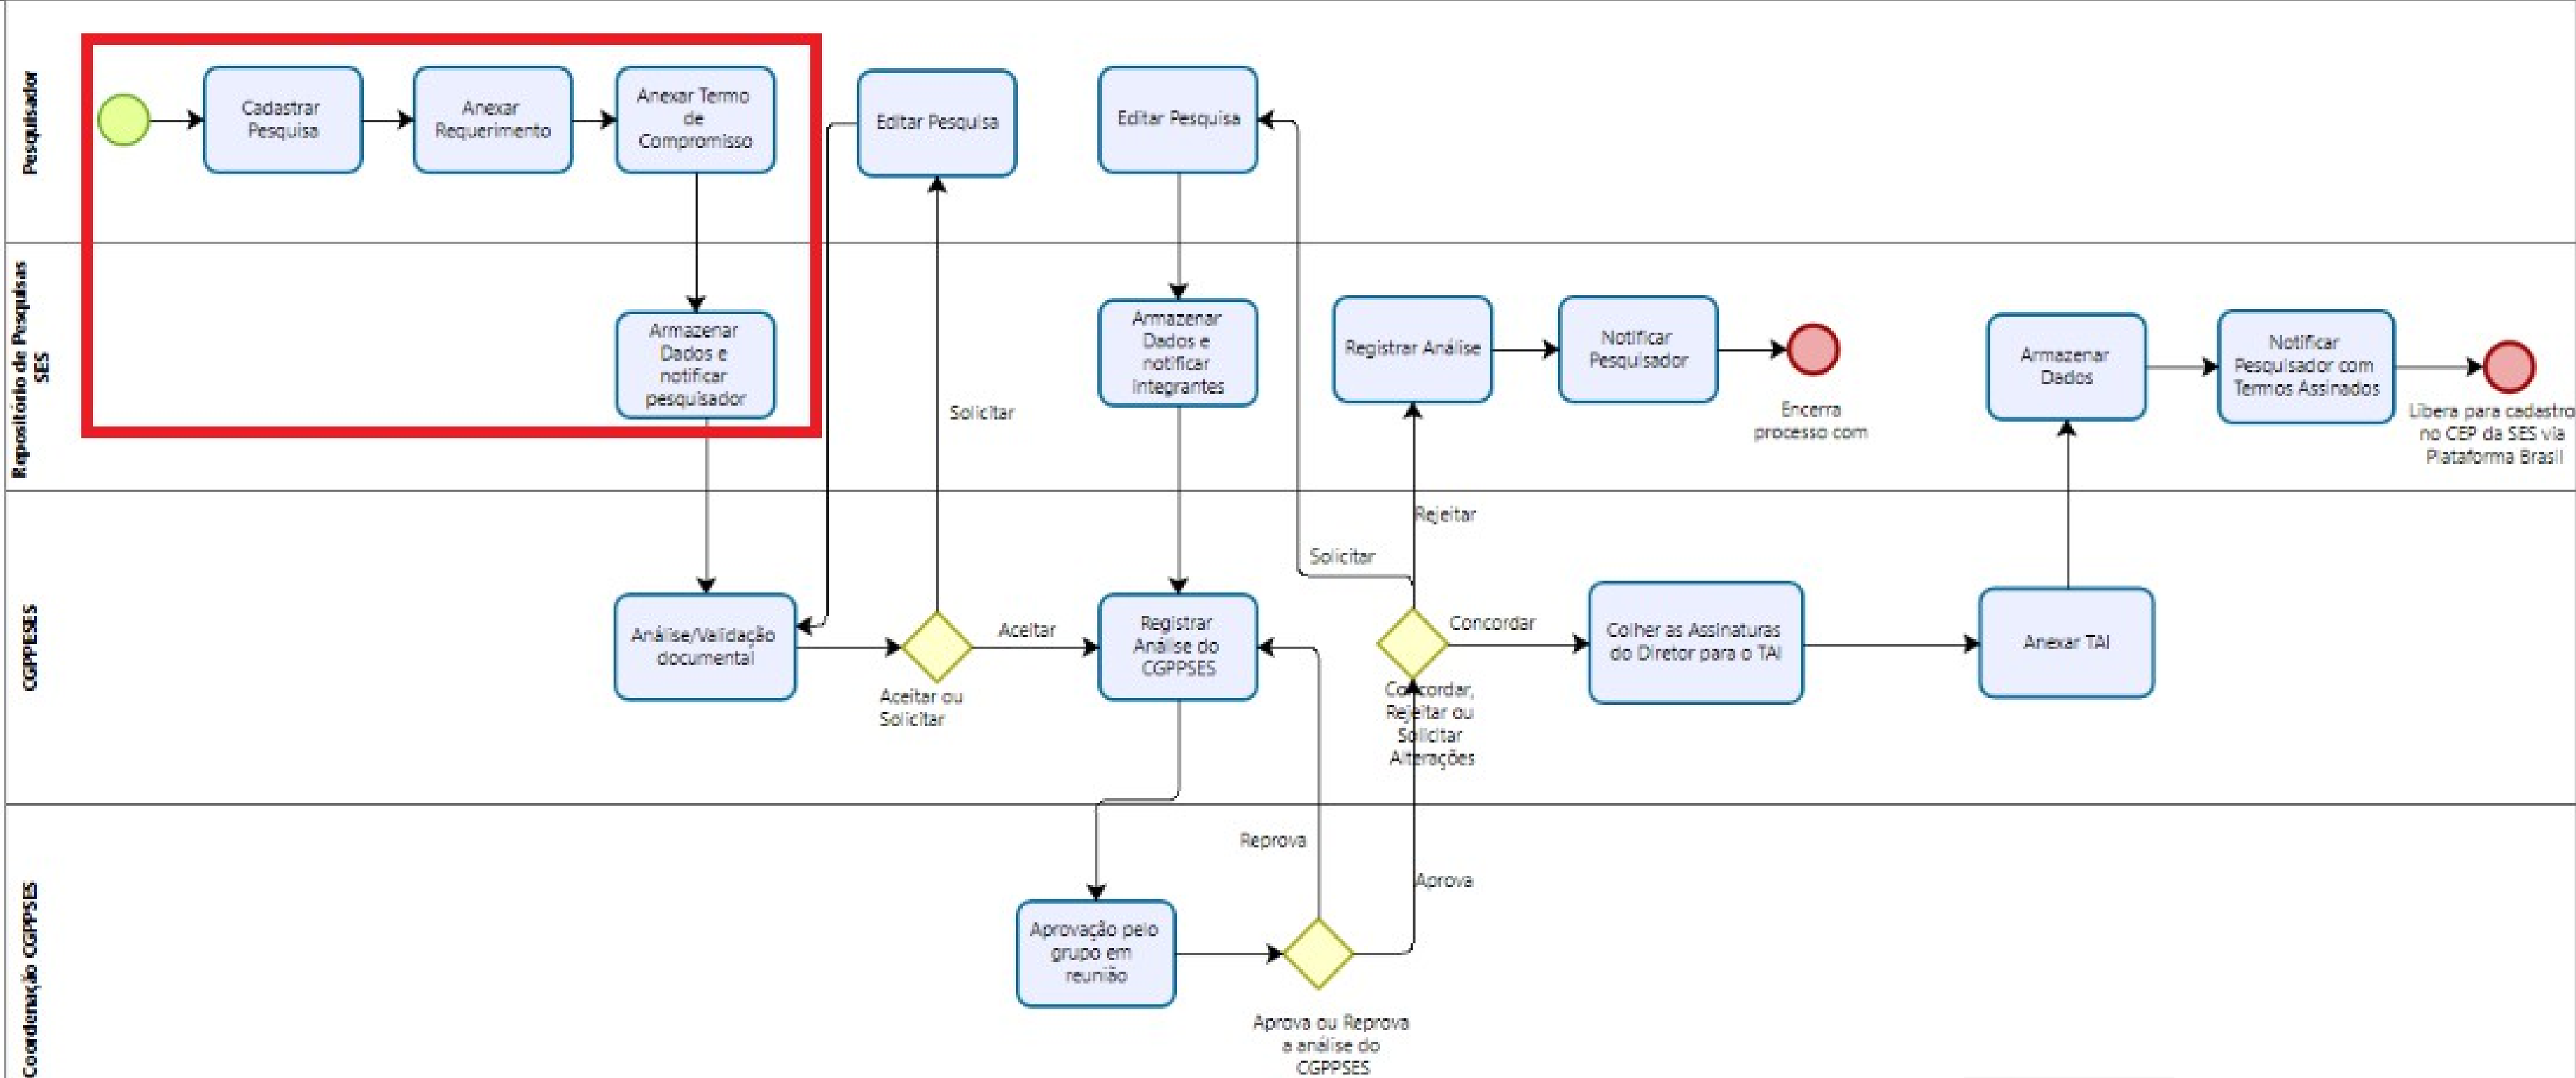 Pesquisador
Cadastrar
Pesquisa
Anexar
Requerimento
Anexar Termo
de
Compromisso
Editar Pesquisa
Editar Pesquisa
Repositório de Pesquisas
SES
Armazenar
Dados e
notificar
pesquisador
Solicitar
Armazenar
Dados e
notificar
integrantes
Registrar Análise
Notificar
Pesquisador
Encerra
processo com
Armazenar
Dados
Notificar
Pesquisador com
Termos Assinados
Libera para cadastro
no CEP da SES via
Plataforma Brasil
CGPPESES
Análise/Validação
documental
Aceitar ou
Solicitar
Aceitar
Registrar
Análise do
CGPPSES
Solicitar
Rejeitar
Concordar
Concordar,
Rejeitar ou
Solicitar
Alterações
Colher as Assinaturas
do Diretor para o TAI
Anexar TAI
Coordenação CGPPSES
Aprovação pelo
grupo em
reunião
Reprova
Aprova
Aprova ou Reprova
a análise do
CGPPSES